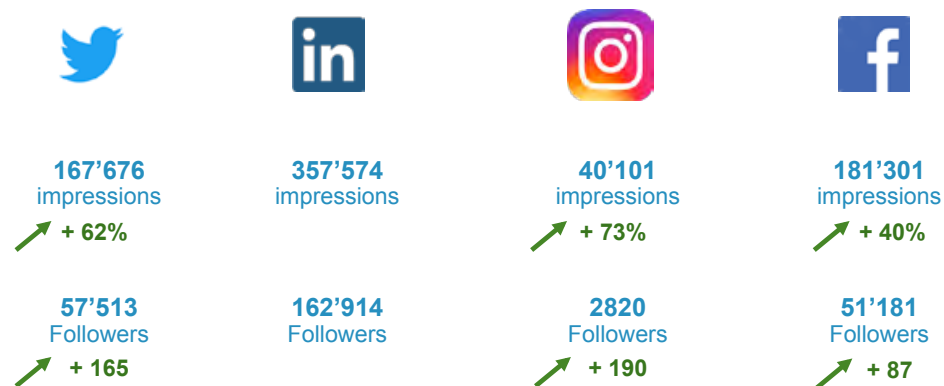 in
f
167’676
impressions
+ 62%
357’574
impressions
40’101
impressions
+ 73%
181’301
impressions
+ 40%
57’513
Followers
+ 165
162’914
Followers
2820
Followers
+ 190
51’181
Followers
+ 87